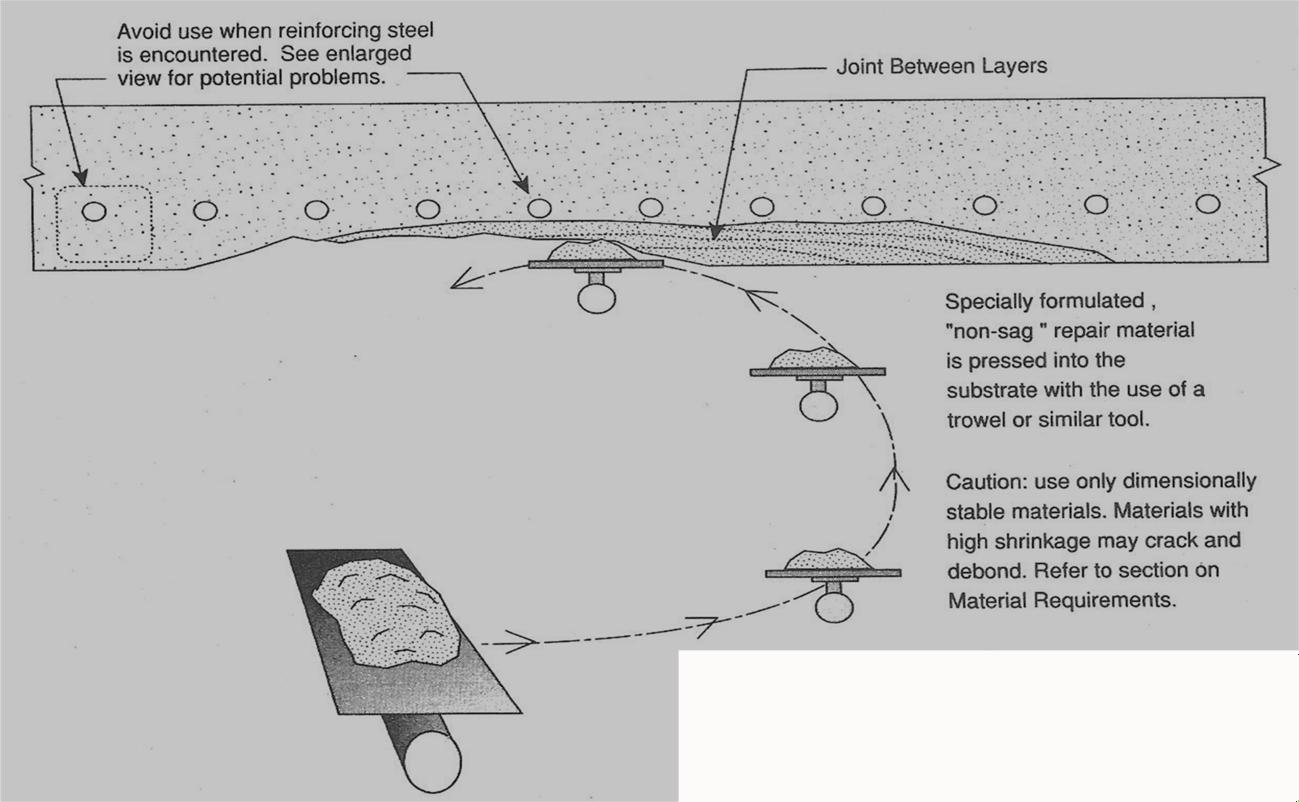 Avoid use when reinforcing steel
is encountered. See enlarged
view for potential problems.
Joint Between Layers
Specially formulated ,
"non-sag " repair material
is pressed into the
substrate with the use of a
trowel or similar tool.
Caution: use only dimensionally
stable materials. Materials with
high shrinkage may crack and
debond. Refer to section on
Material Requirements.